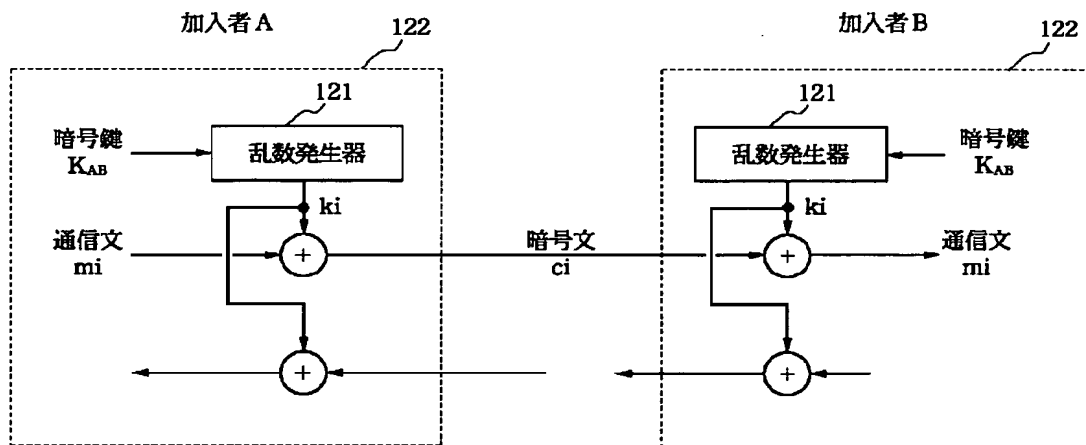 加入者A
122
加入者B
122
121
121
暗号鍵
KAB
乱数発生器
乱数発生器
暗号鍵
KAB
ki
ki
通信文
mi
暗号文
ci
通信文
mi